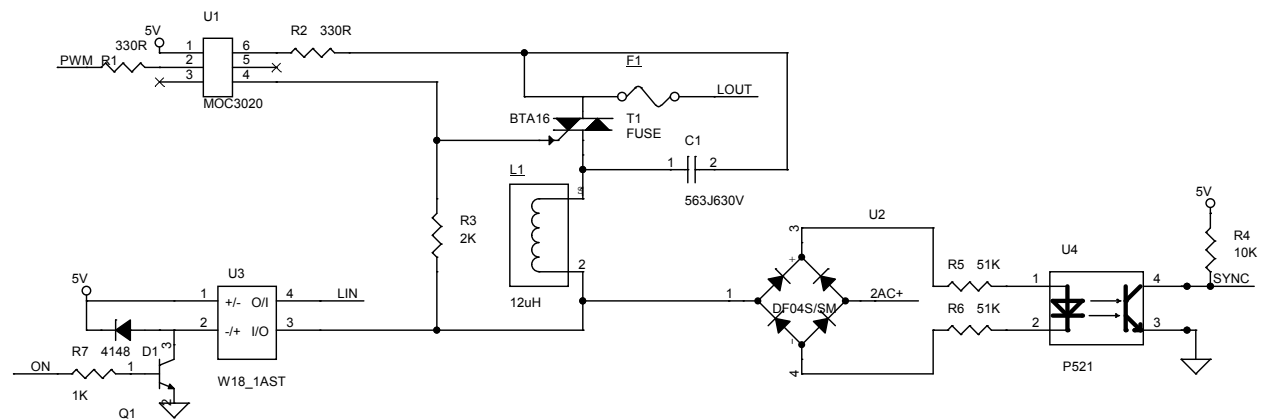 U1
5V
330R
R2 330R
1
6
PWM R1
2
5
3
4
MOC3020
F1
LOUT
BTA16
T1
FUSE
C1
1
2
563J630V
L1
R3
2K
2
12uH
5V
U3
1
+/- O/I
4
LIN
2
-/+ I/O
3
W18_1AST
R7
4148
D1
3
ON
1
1K
2
Q1
U2
3
+
1
DF04S/SM
2AC+
-
4
R5 51K
R6 51K
U4
1
4
2
3
P521
5V
R4
10K
SYNC